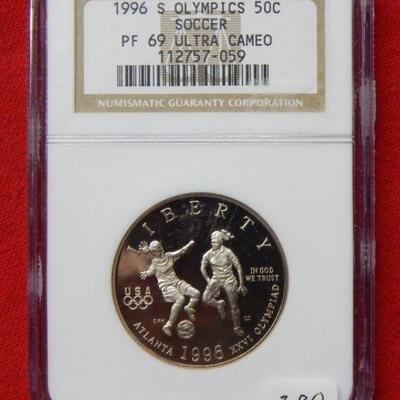 1996 S OLYMPICS 50C
SOCCER
PF 69 ULTRA CAMEO
112757-059
NUMISMATIC GUARANTY CORPORATION
LIBERTY
IN GOD
WE TRUST
USA
ATLANTA 1996 XXVI OLYMPIAD